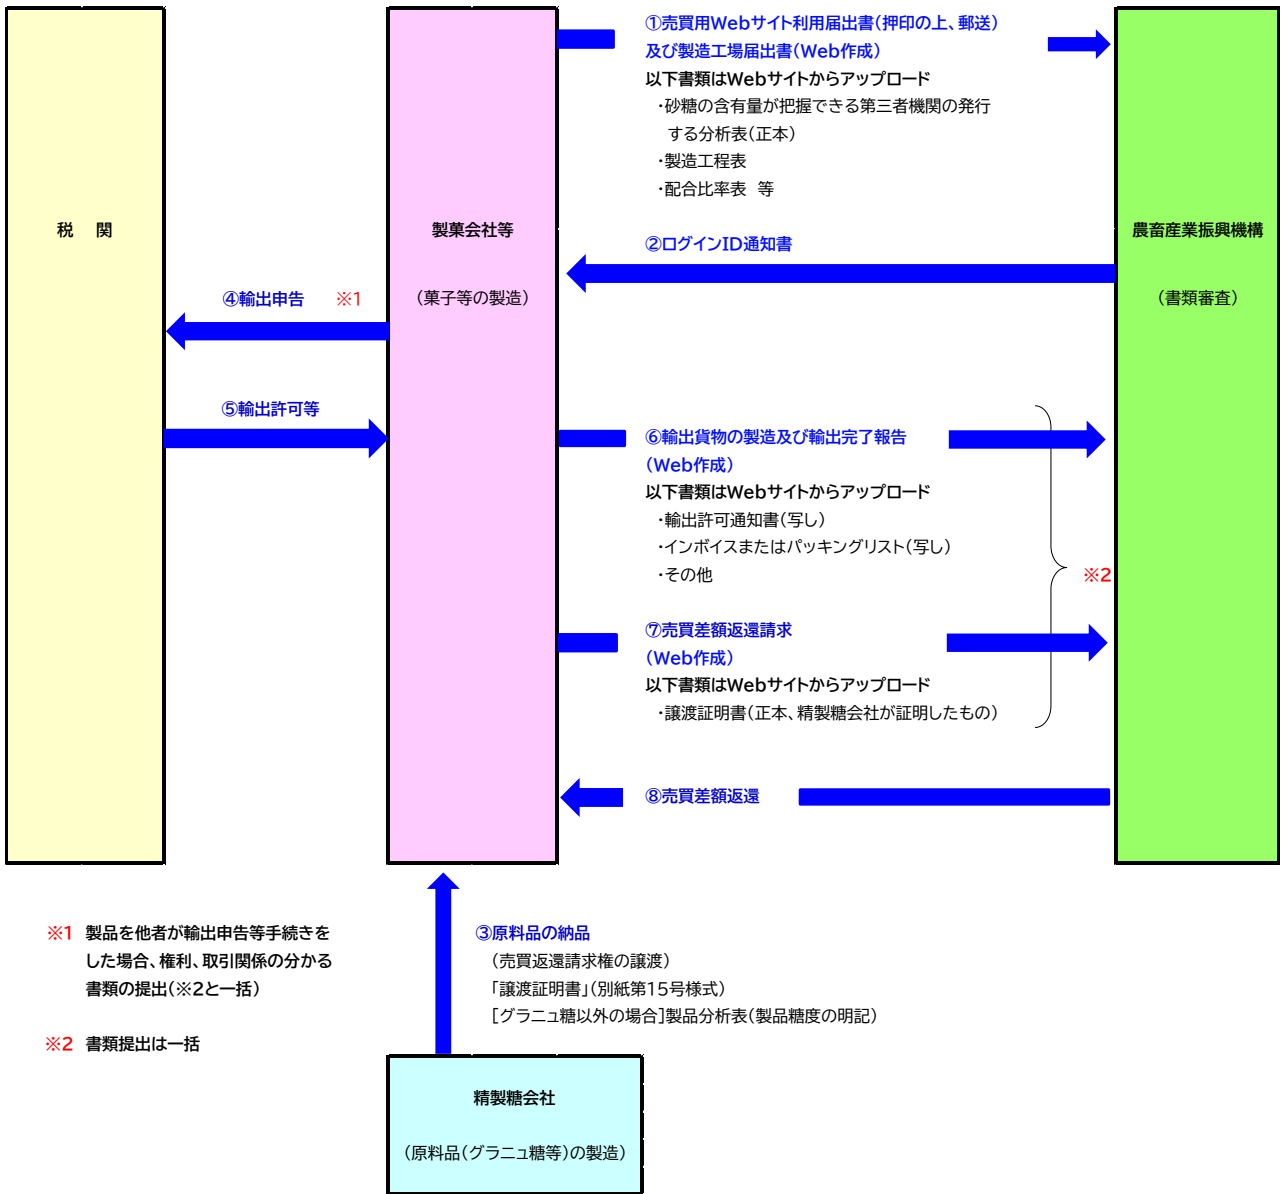 ①売買用Webサイト利用届出書(押印の上、郵送)
及び製造工場届出書(Web作成)
以下書類はWebサイトからアップロード
・砂糖の含有量が把握できる第三者機関の発行
する分析表(正本)
・製造工程表
・配合比率表 等
税 関
製菓会社等
(菓子等の製造)
農畜産業振興機構
(書類審査)
②ログインID通知書
④輸出申告 ※1
⑤輸出許可等
⑥輸出貨物の製造及び輸出完了報告
(Web作成)
以下書類はWebサイトからアップロード
・輸出許可通知書(写し)
・インボイスまたはパッキングリスト(写し)
・その他
※2
⑦売買差額返還請求
(Web作成)
以下書類はWebサイトからアップロード
・譲渡証明書(正本、精製糖会社が証明したもの)
⑧売買差額返還
※1 製品を他者が輸出申告等手続きを
した場合、権利、取引関係の分かる
書類の提出(※2と一括)
※2 書類提出は一括
③原料品の納品
(売買返還請求権の譲渡)
「譲渡証明書」(別紙第15号様式)
[グラニュ糖以外の場合]製品分析表(製品糖度の明記)
精製糖会社
(原料品(グラニュ糖等)の製造)